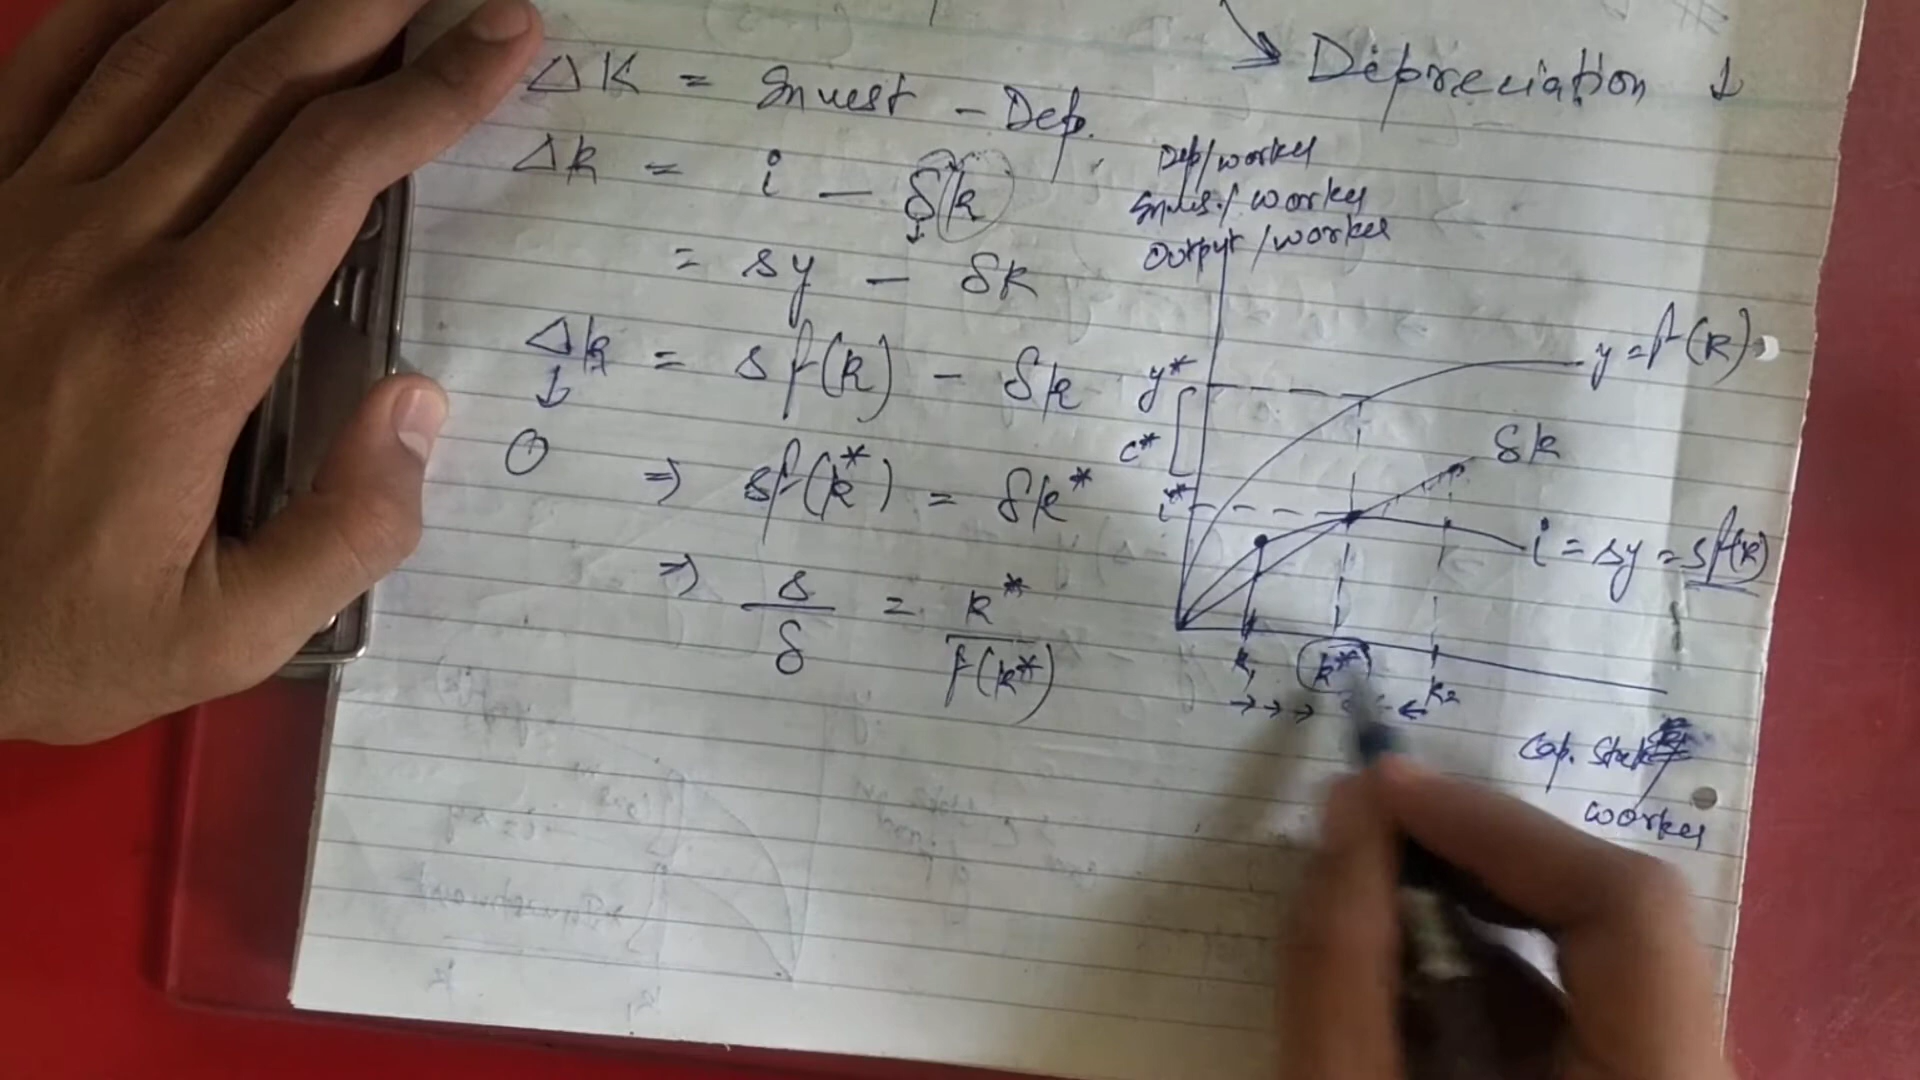 → Depreciation ↓
ΔK = Invest – Dep.
Δk = i – δk
↓
= sy – δk
Δk = sf(k) – δk
↓
0 ⇒ sf(k*) = δk*
⇒ s/δ = k*/f(k*)
Dep/worker
Inves./worker
Output/worker
y = f(k)
y*
δk
c*
i*
i = sy = sf(k)
k₁ k* k₂
→→→ ←
Cap. Stock
worker